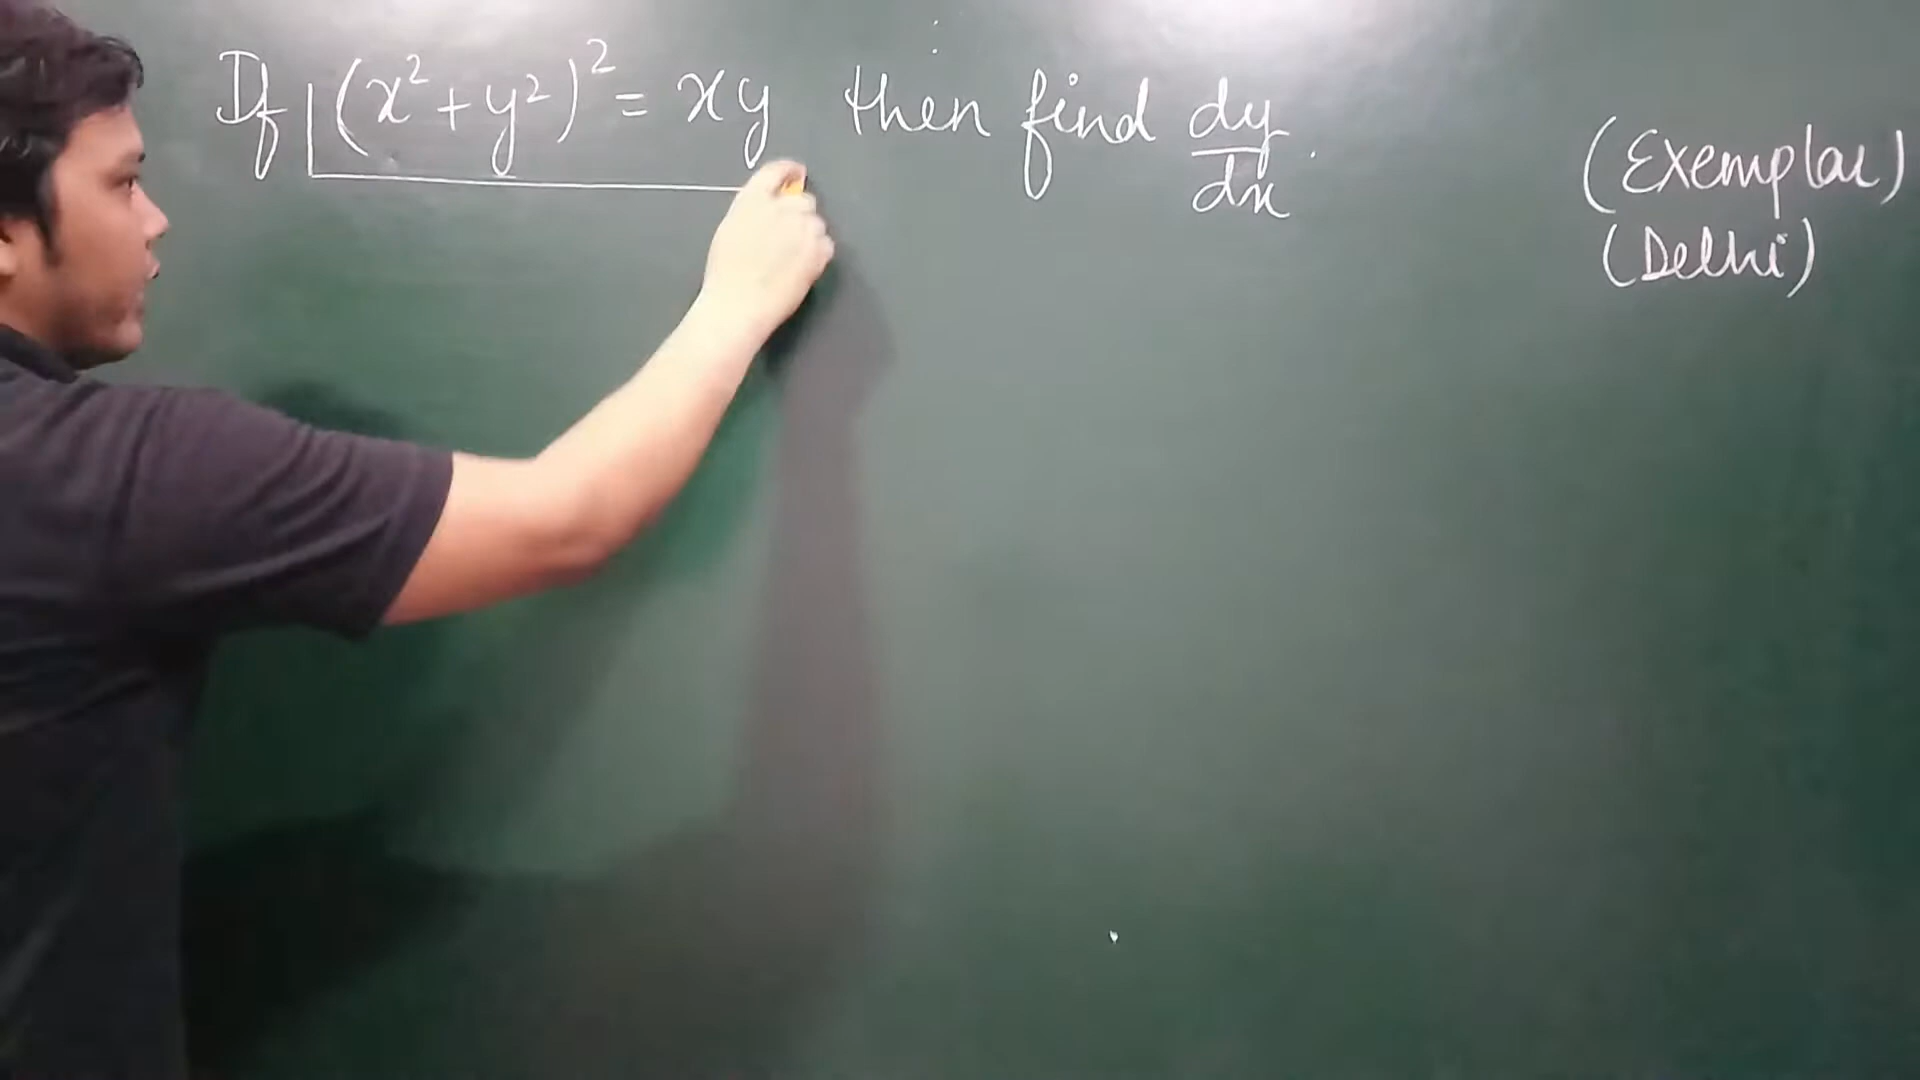 If (x²+y²)² = xy then find dy/dx.
(Exemplar)
(Delhi)